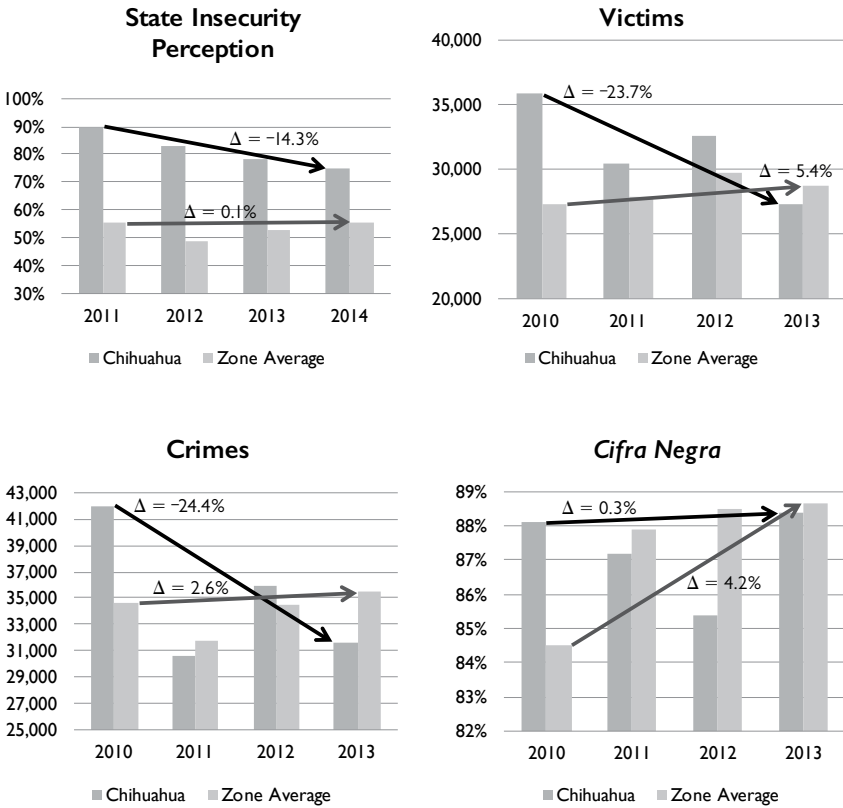 State Insecurity
Perception
100%
90%
80%
70%
60%
50%
40%
30%
Δ = −14.3%
Δ = 0.1%
2011 2012 2013 2014
Chihuahua Zone Average
Victims
40,000
35,000
30,000
25,000
20,000
Δ = −23.7%
Δ = 5.4%
2010 2011 2012 2013
Chihuahua Zone Average
Crimes
43,000
41,000
39,000
37,000
35,000
33,000
31,000
29,000
27,000
25,000
Δ = −24.4%
Δ = 2.6%
2010 2011 2012 2013
Chihuahua Zone Average
Cifra Negra
89%
88%
87%
86%
85%
84%
83%
82%
Δ = 0.3%
Δ = 4.2%
2010 2011 2012 2013
Chihuahua Zone Average